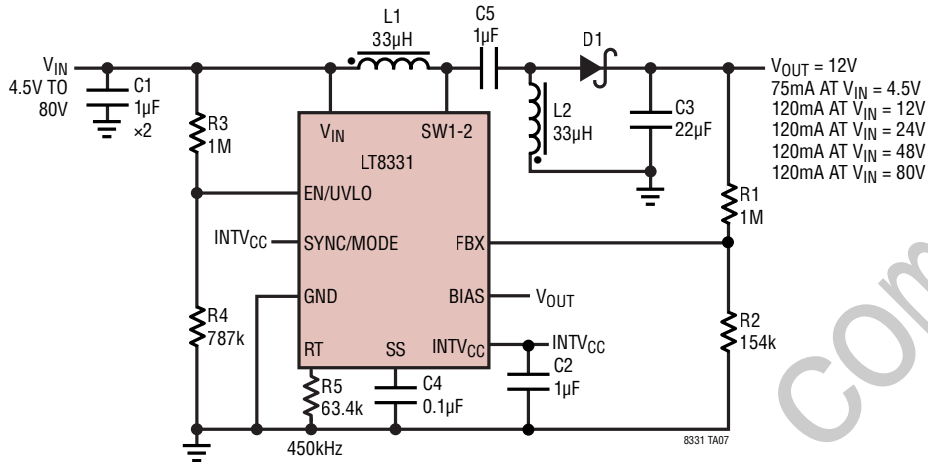 L1
33µH
C5
1µF
D1
VIN
4.5V TO
80V
C1
1µF
×2
R3
1M
VIN
SW1-2
LT8331
L2
33µH
C3
22µF
VOUT = 12V
75mA AT VIN = 4.5V
120mA AT VIN = 12V
120mA AT VIN = 24V
120mA AT VIN = 48V
120mA AT VIN = 80V
EN/UVLO
R1
1M
INTVCC
SYNC/MODE
FBX
GND
BIAS
VOUT
R4
787k
R2
154k
RT
SS
INTVCC
INTVCC
R5
63.4k
C4
0.1µF
C2
1µF
450kHz
8331 TA07
com